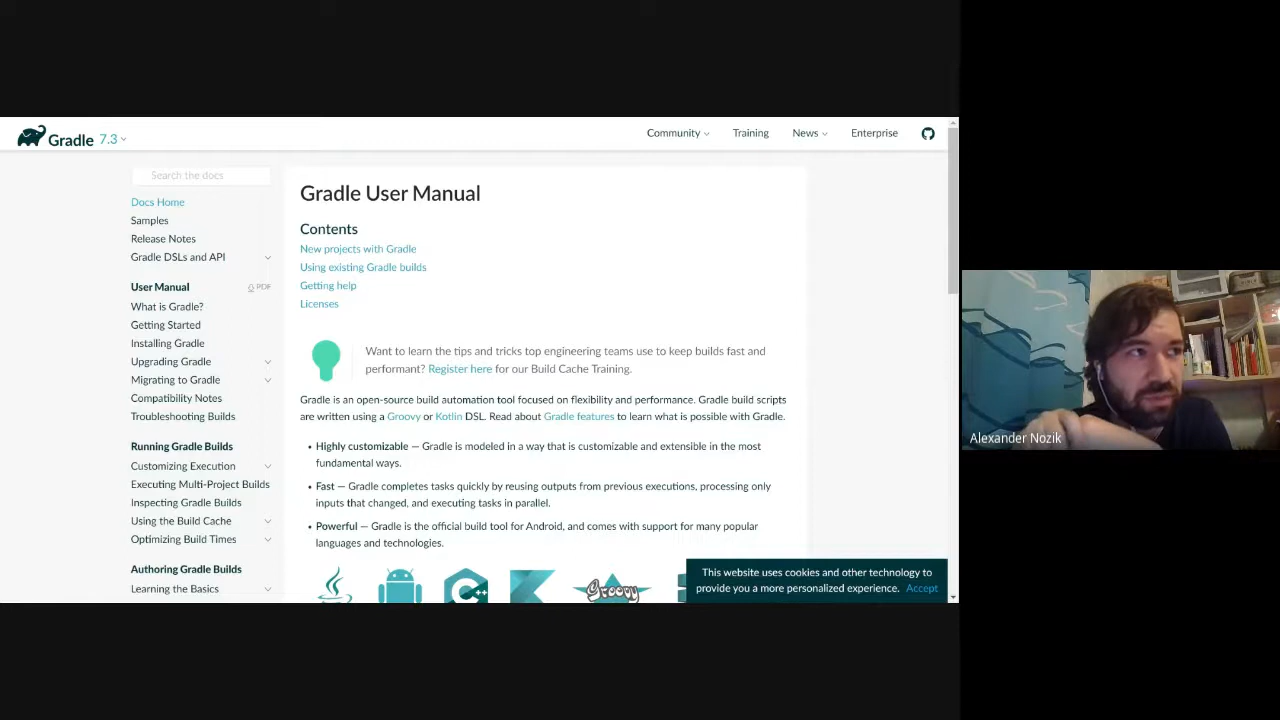 Gradle 7.3
Community
Training
News
Enterprise
Search the docs
Docs Home
Samples
Release Notes
Gradle DSLs and API
User Manual
PDF
What is Gradle?
Getting Started
Installing Gradle
Upgrading Gradle
Migrating to Gradle
Compatibility Notes
Troubleshooting Builds
Running Gradle Builds
Customizing Execution
Executing Multi-Project Builds
Inspecting Gradle Builds
Using the Build Cache
Optimizing Build Times
Authoring Gradle Builds
Learning the Basics
Gradle User Manual
Contents
New projects with Gradle
Using existing Gradle builds
Getting help
Licenses
Want to learn the tips and tricks top engineering teams use to keep builds fast and
performant? Register here for our Build Cache Training.
Gradle is an open-source build automation tool focused on flexibility and performance. Gradle build scripts
are written using a Groovy or Kotlin DSL. Read about Gradle features to learn what is possible with Gradle.
• Highly customizable — Gradle is modeled in a way that is customizable and extensible in the most
fundamental ways.
• Fast — Gradle completes tasks quickly by reusing outputs from previous executions, processing only
inputs that changed, and executing tasks in parallel.
• Powerful — Gradle is the official build tool for Android, and comes with support for many popular
languages and technologies.
C++
Groovy
This website uses cookies and other technology to
provide you a more personalized experience. Accept
Alexander Nozik